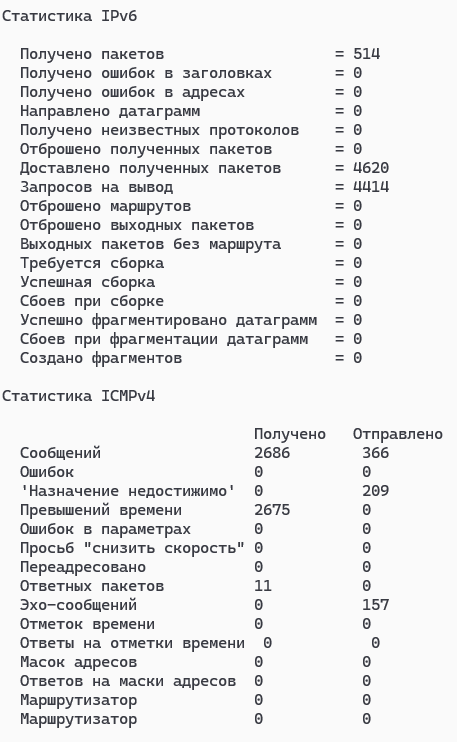 Статистика IPv6
Получено пакетов = 514
Получено ошибок в заголовках = 0
Получено ошибок в адресах = 0
Направлено датаграмм = 0
Получено неизвестных протоколов = 0
Отброшено полученных пакетов = 0
Доставлено полученных пакетов = 4620
Запросов на вывод = 4414
Отброшено маршрутов = 0
Отброшено выходных пакетов = 0
Выходных пакетов без маршрута = 0
Требуется сборка = 0
Успешная сборка = 0
Сбоев при сборке = 0
Успешно фрагментировано датаграмм = 0
Сбоев при фрагментации датаграмм = 0
Создано фрагментов = 0
Статистика ICMPv4
Получено Отправлено
Сообщений 2686 366
Ошибок 0 0
'Назначение недостижимо' 0 209
Превышений времени 2675 0
Ошибок в параметрах 0 0
Просьб "снизить скорость" 0 0
Переадресовано 0 0
Ответных пакетов 11 0
Эхо-сообщений 0 157
Отметок времени 0 0
Ответы на отметки времени 0 0
Масок адресов 0 0
Ответов на маски адресов 0 0
Маршрутизатор 0 0
Маршрутизатор 0 0